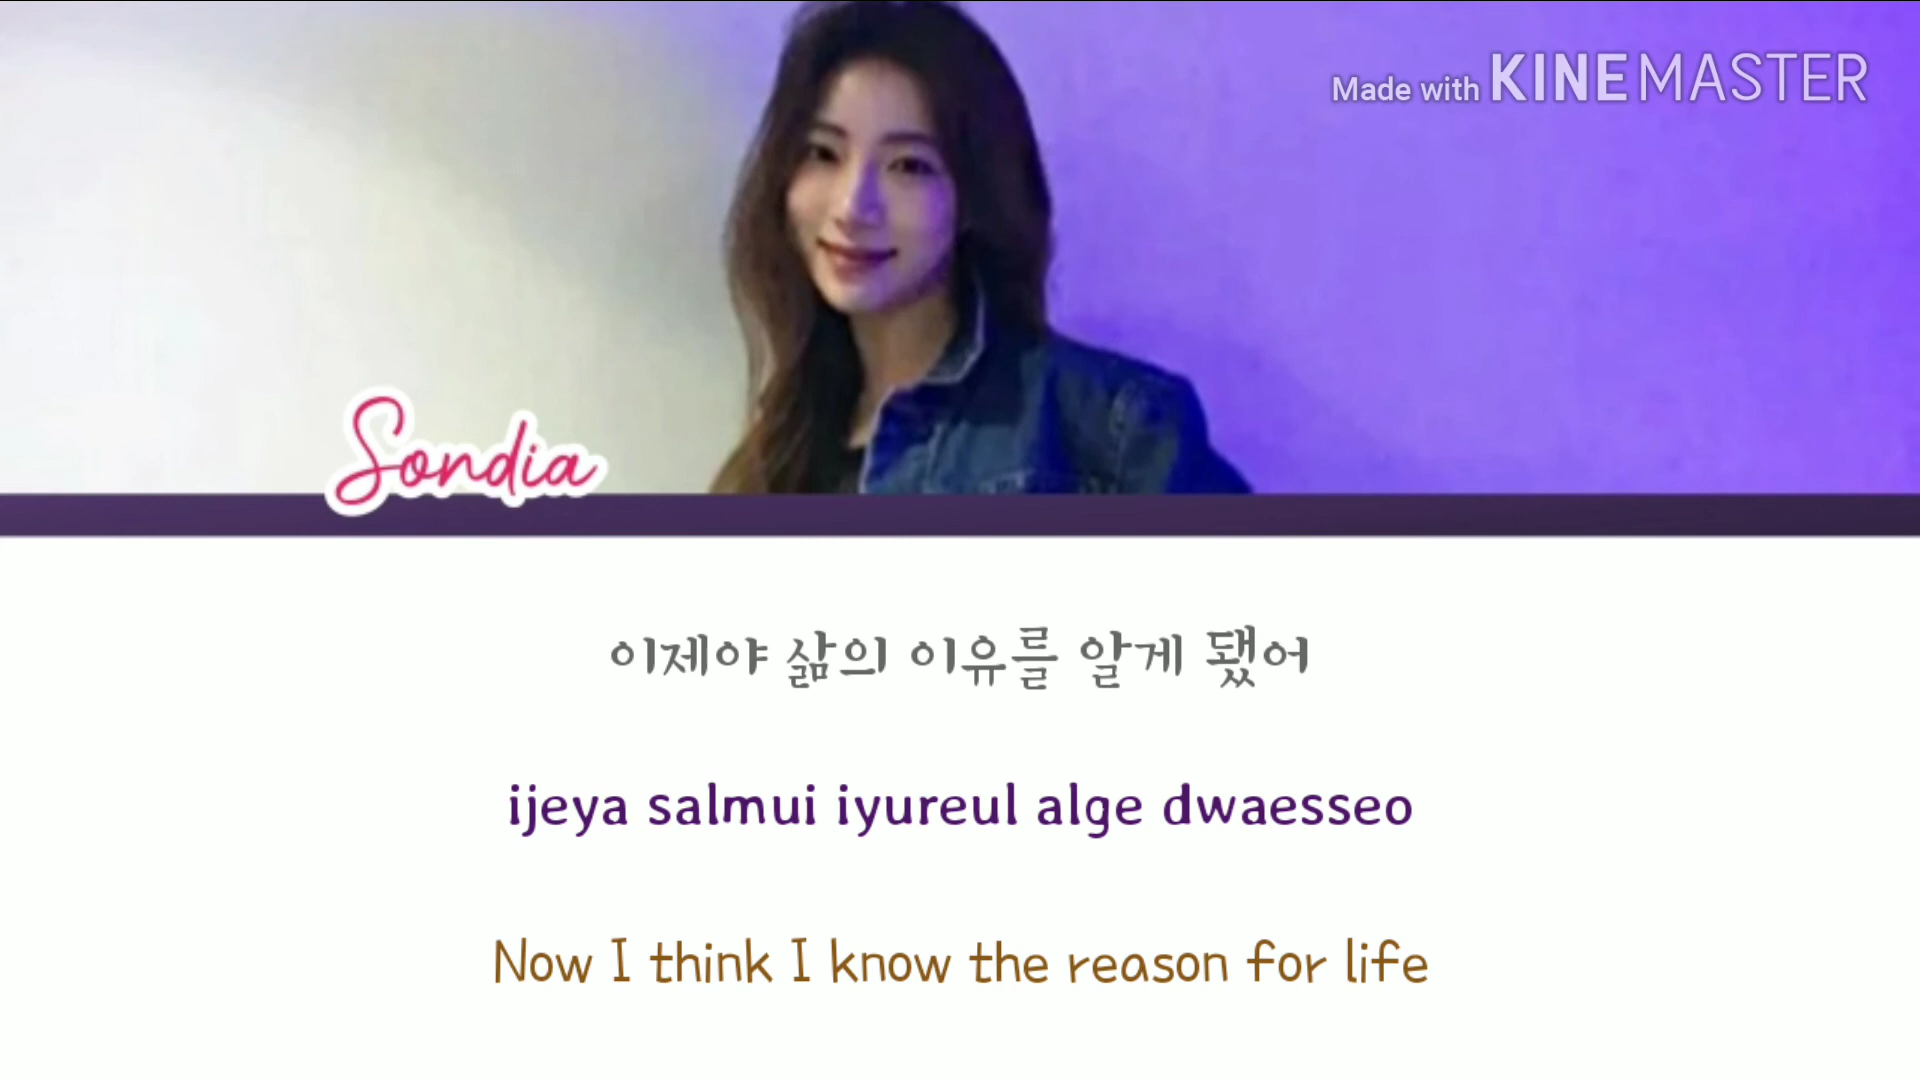 Made with KINEMASTER
Sondia
이제야 삶의 이유를 알게 됐어
ijeya salmui iyureul alge dwaesseo
Now I think I know the reason for life